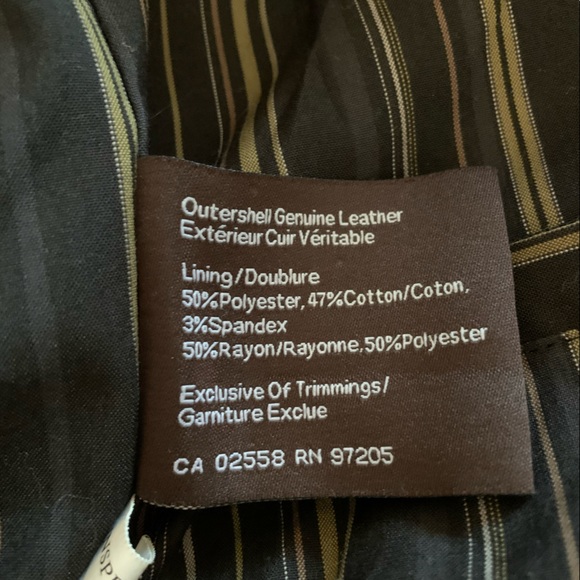 Outershell Genuine Leather
Extérieur Cuir Véritable
Lining/Doublure
50%Polyester, 47%Cotton/Coton,
3%Spandex
50%Rayon/Rayonne, 50%Polyester
Exclusive Of Trimmings/
Garniture Exclue
CA 02558 RN 97205